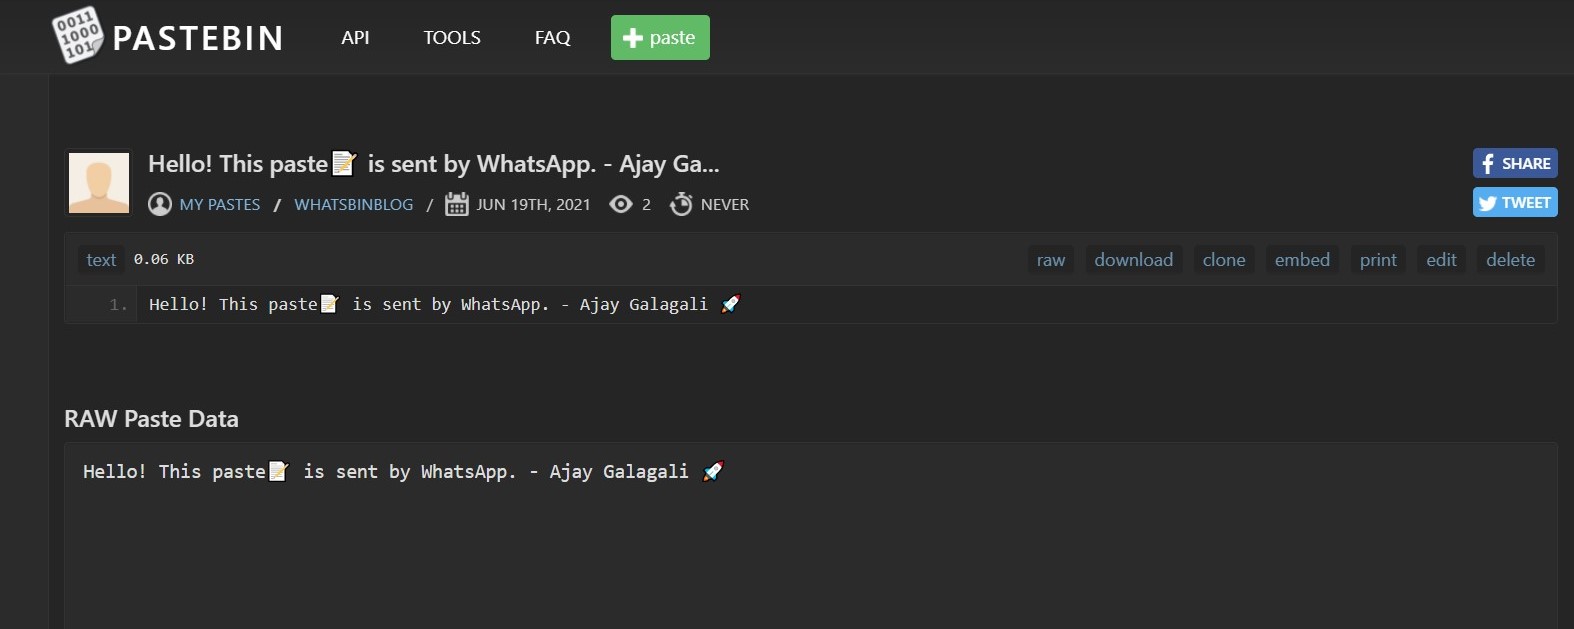 0011
1000
101
PASTEBIN API TOOLS FAQ paste
Hello! This paste📝 is sent by WhatsApp. - Ajay Ga...
SHARE
MY PASTES / WHATSBINBLOG / JUN 19TH, 2021 2 NEVER
TWEET
text 0.06 KB raw download clone embed print edit delete
1. Hello! This paste📝 is sent by WhatsApp. - Ajay Galagali 🚀
RAW Paste Data
Hello! This paste📝 is sent by WhatsApp. - Ajay Galagali 🚀